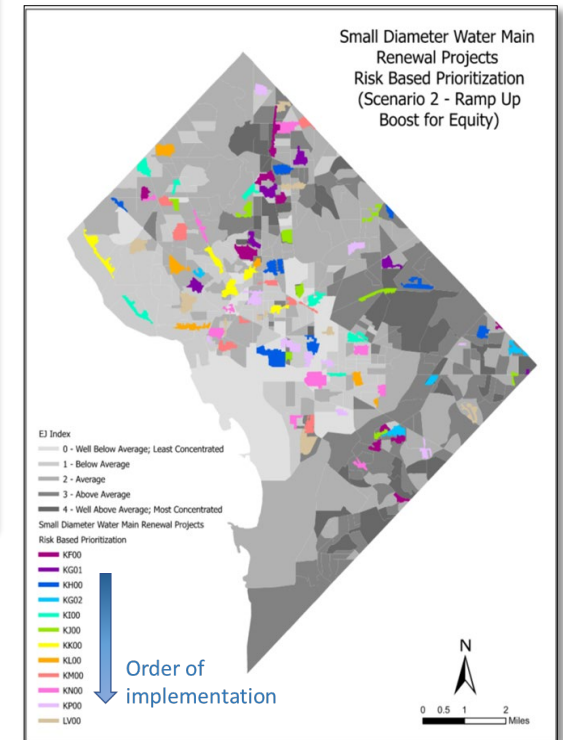 Small Diameter Water Main
Renewal Projects
Risk Based Prioritization
(Scenario 2 - Ramp Up
Boost for Equity)
EJ Index
0 - Well Below Average; Least Concentrated
1 - Below Average
2 - Average
3 - Above Average
4 - Well Above Average; Most Concentrated
Small Diameter Water Main Renewal Projects
Risk Based Prioritization
KF00
KG01
KH00
KG02
KI00
KJ00
KK00
KL00
KM00
KN00
KP00
LV00
Order of
implementation
N
0 0.5 1 2
Miles